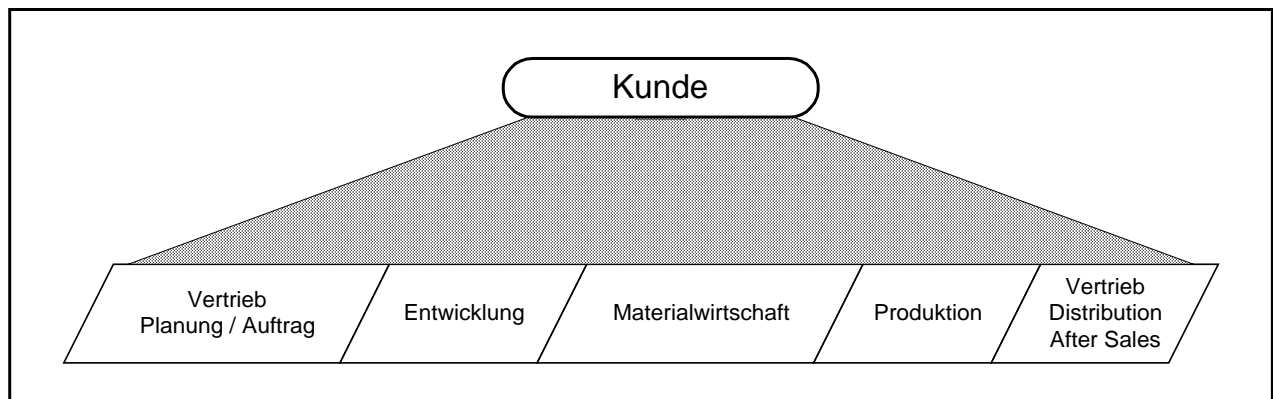 Kunde
Vertrieb
Planung / Auftrag
Entwicklung
Materialwirtschaft
Produktion
Vertrieb
Distribution
After Sales